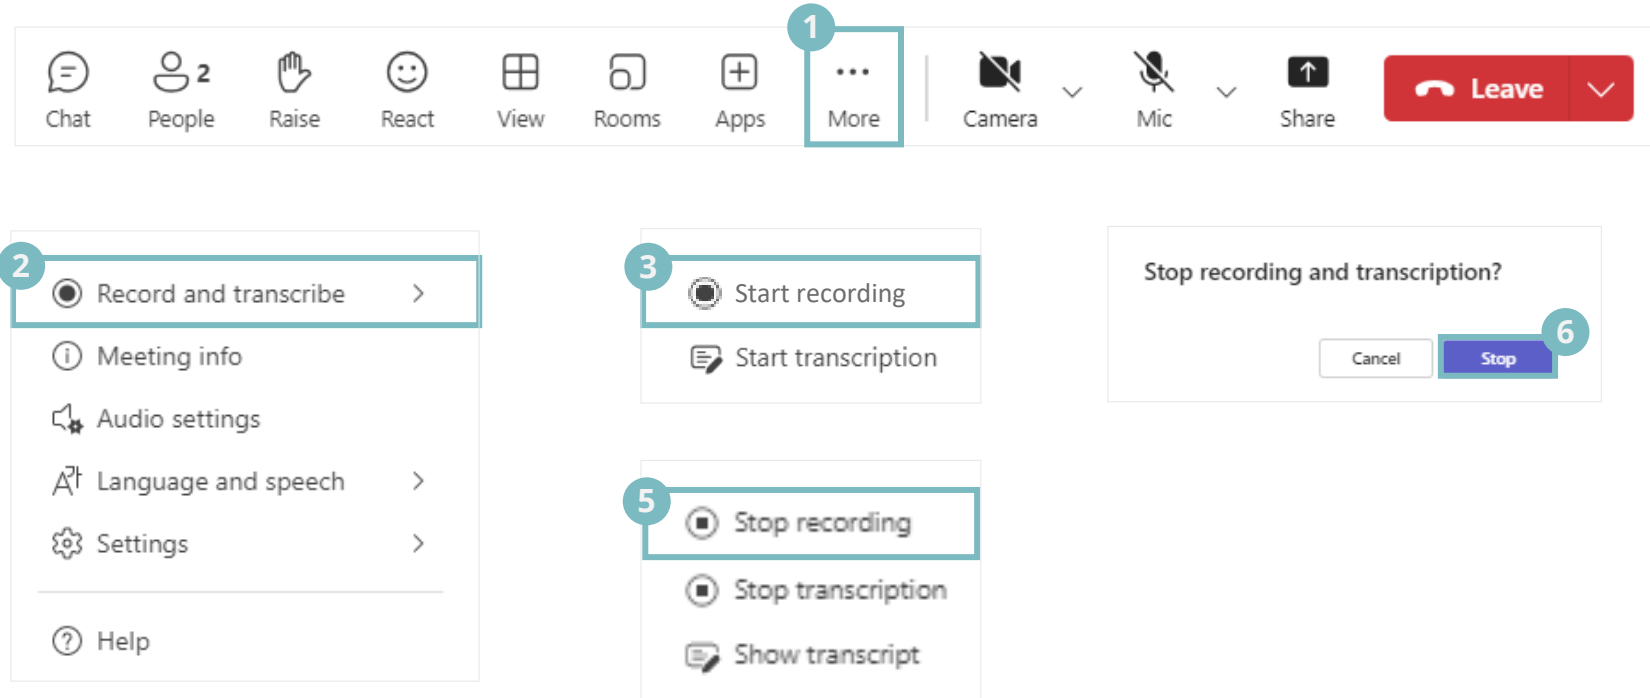 1
2
Chat People Raise React View Rooms Apps More Camera Mic Share Leave
2
Record and transcribe
Meeting info
Audio settings
Language and speech
Settings
Help
3
Start recording
Start transcription
5
Stop recording
Stop transcription
Show transcript
Stop recording and transcription?
6
Cancel Stop